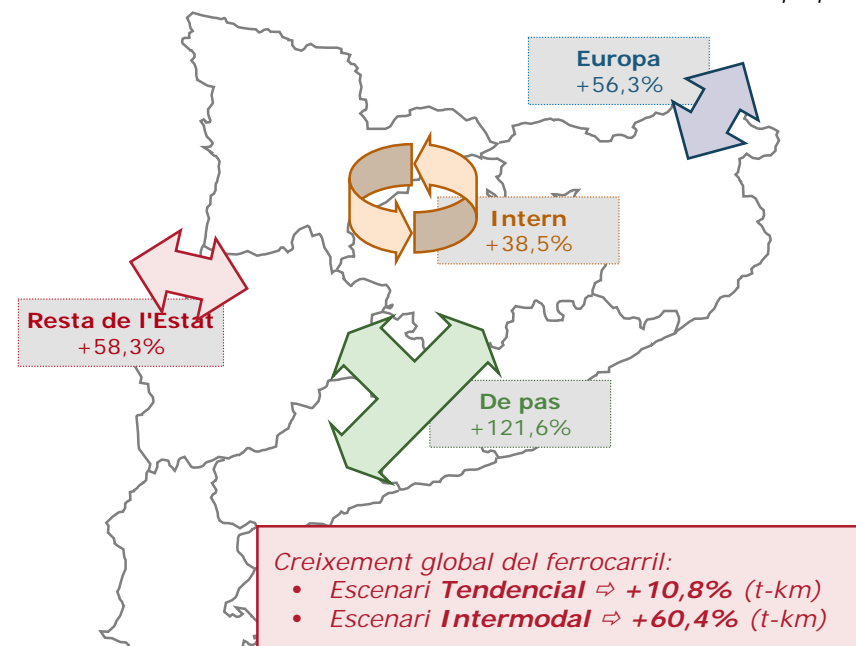 Europa
+56,3%
Intern
+38,5%
Resta de l'Estat
+58,3%
De pas
+121,6%
Creixement global del ferrocarril:
• Escenari Tendencial ⇨ +10,8% (t-km)
• Escenari Intermodal ⇨ +60,4% (t-km)